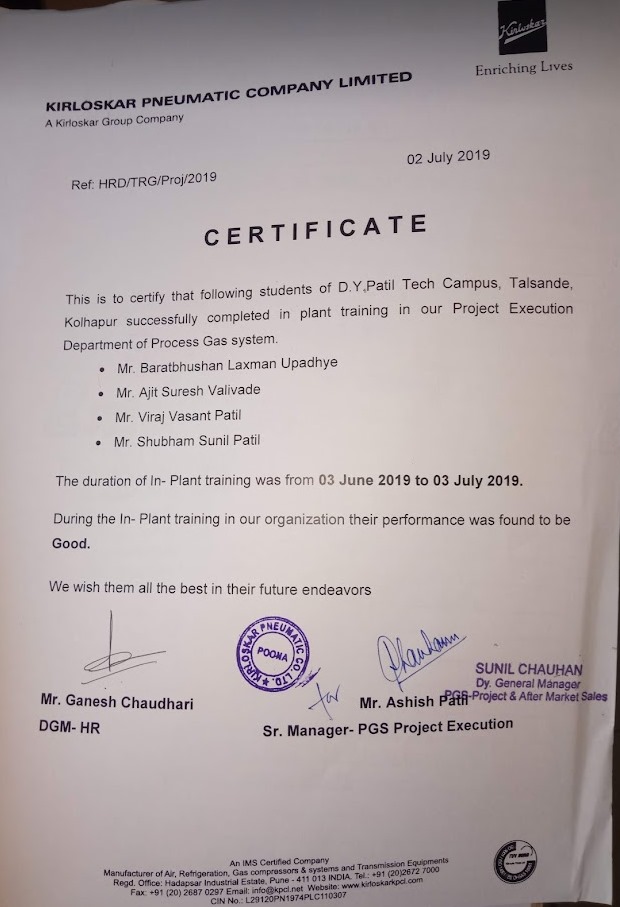 Kirloskar
Enriching Lives
KIRLOSKAR PNEUMATIC COMPANY LIMITED
A Kirloskar Group Company
02 July 2019
Ref: HRD/TRG/Proj/2019
CERTIFICATE
This is to certify that following students of D.Y,Patil Tech Campus, Talsande,
Kolhapur successfully completed in plant training in our Project Execution
Department of Process Gas system.
• Mr. Baratbhushan Laxman Upadhye
• Mr. Ajit Suresh Valivade
• Mr. Viraj Vasant Patil
• Mr. Shubham Sunil Patil
The duration of In- Plant training was from 03 June 2019 to 03 July 2019.
During the In- Plant training in our organization their performance was found to be
Good.
We wish them all the best in their future endeavors
KIRLOSKAR PNEUMATIC CO. LTD.
POONA
for
SUNIL CHAUHAN
Dy. General Manager
PGS-Project & After Market Sales
Mr. Ganesh Chaudhari
Mr. Ashish Patil
DGM- HR
Sr. Manager- PGS Project Execution
An IMS Certified Company
Manufacturer of Air, Refrigeration, Gas compressors & systems and Transmission Equipments
Regd. Office: Hadapsar Industrial Estate, Pune - 411 013 INDIA. Tel.: +91 (20)2672 7000
Fax: +91 (20) 2687 0297 Email: info@kpcl.net Website: www.kirloskarkpcl.com
CIN No.: L29120PN1974PLC110307